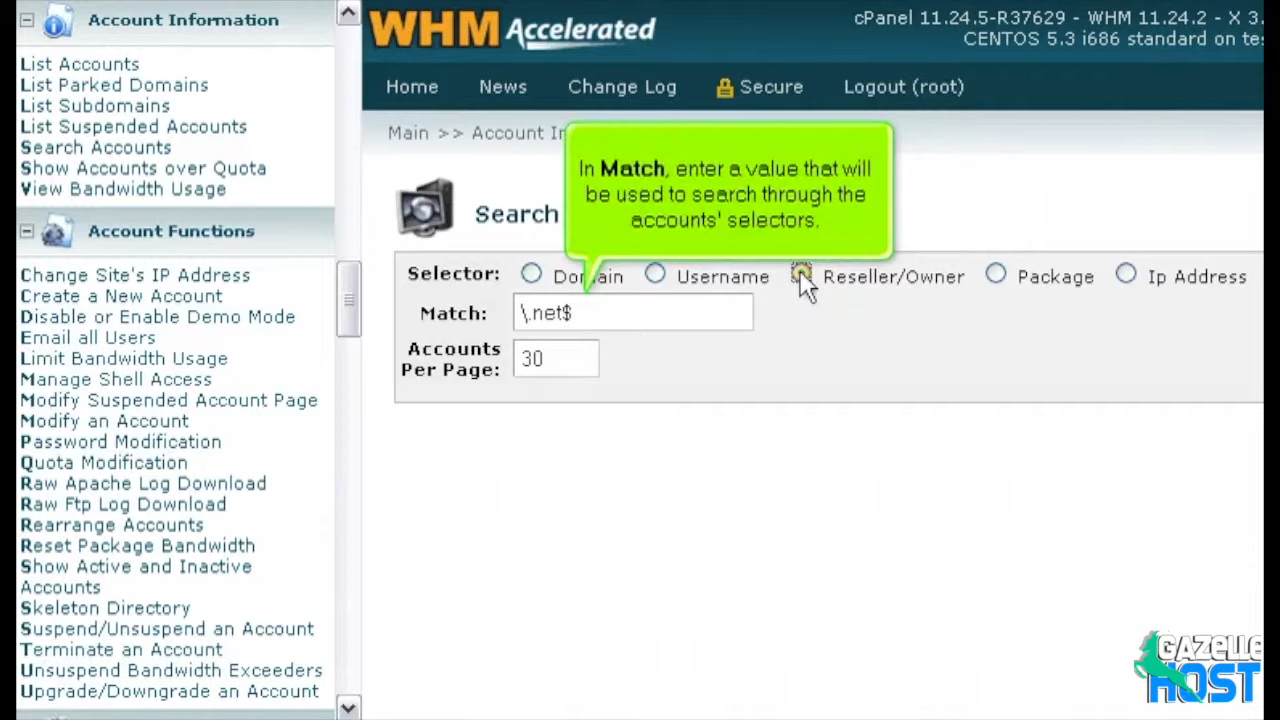 Account Information
List Accounts
List Parked Domains
List Subdomains
List Suspended Accounts
Search Accounts
Show Accounts over Quota
View Bandwidth Usage
Account Functions
Change Site's IP Address
Create a New Account
Disable or Enable Demo Mode
Email all Users
Limit Bandwidth Usage
Manage Shell Access
Modify Suspended Account Page
Modify an Account
Password Modification
Quota Modification
Raw Apache Log Download
Raw Ftp Log Download
Rearrange Accounts
Reset Package Bandwidth
Show Active and Inactive
Accounts
Skeleton Directory
Suspend/Unsuspend an Account
Terminate an Account
Unsuspend Bandwidth Exceeders
Upgrade/Downgrade an Account
WHM Accelerated
cPanel 11.24.5-R37629 - WHM 11.24.2 - X 3.
CENTOS 5.3 i686 standard on tes
Home News Change Log Secure Logout (root)
Main >> Account In
In Match, enter a value that will
be used to search through the
accounts' selectors.
Search
Selector: Domain Username Reseller/Owner Package Ip Address
Match: \.net$
Accounts
Per Page: 30
GAZELLE
HOST